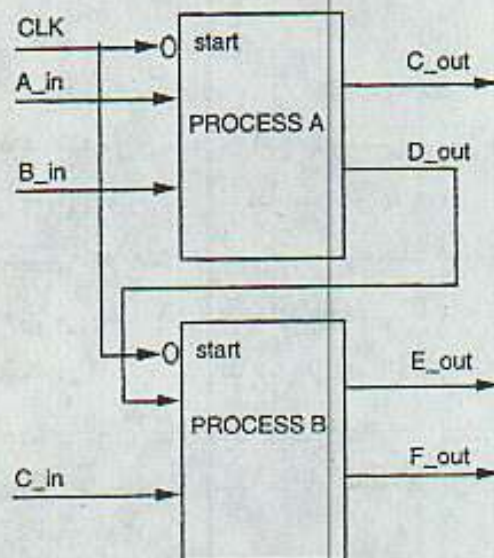 CLK
start
C_out
A_in
PROCESS A
D_out
B_in
start
E_out
PROCESS B
F_out
C_in